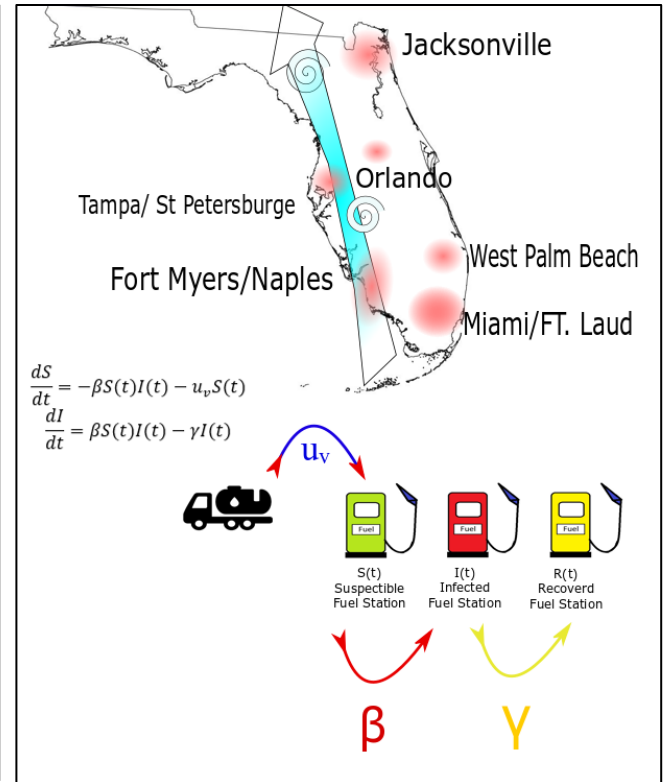 Jacksonville
Orlando
Tampa/ St Petersburge
West Palm Beach
Fort Myers/Naples
Miami/FT. Laud
dS/dt = −βS(t)I(t) − u_v S(t)
dI/dt = βS(t)I(t) − γI(t)
u_v
Fuel
Fuel
Fuel
S(t)
Suspectible
Fuel Station
I(t)
Infected
Fuel Station
R(t)
Recoverd
Fuel Station
β
γ